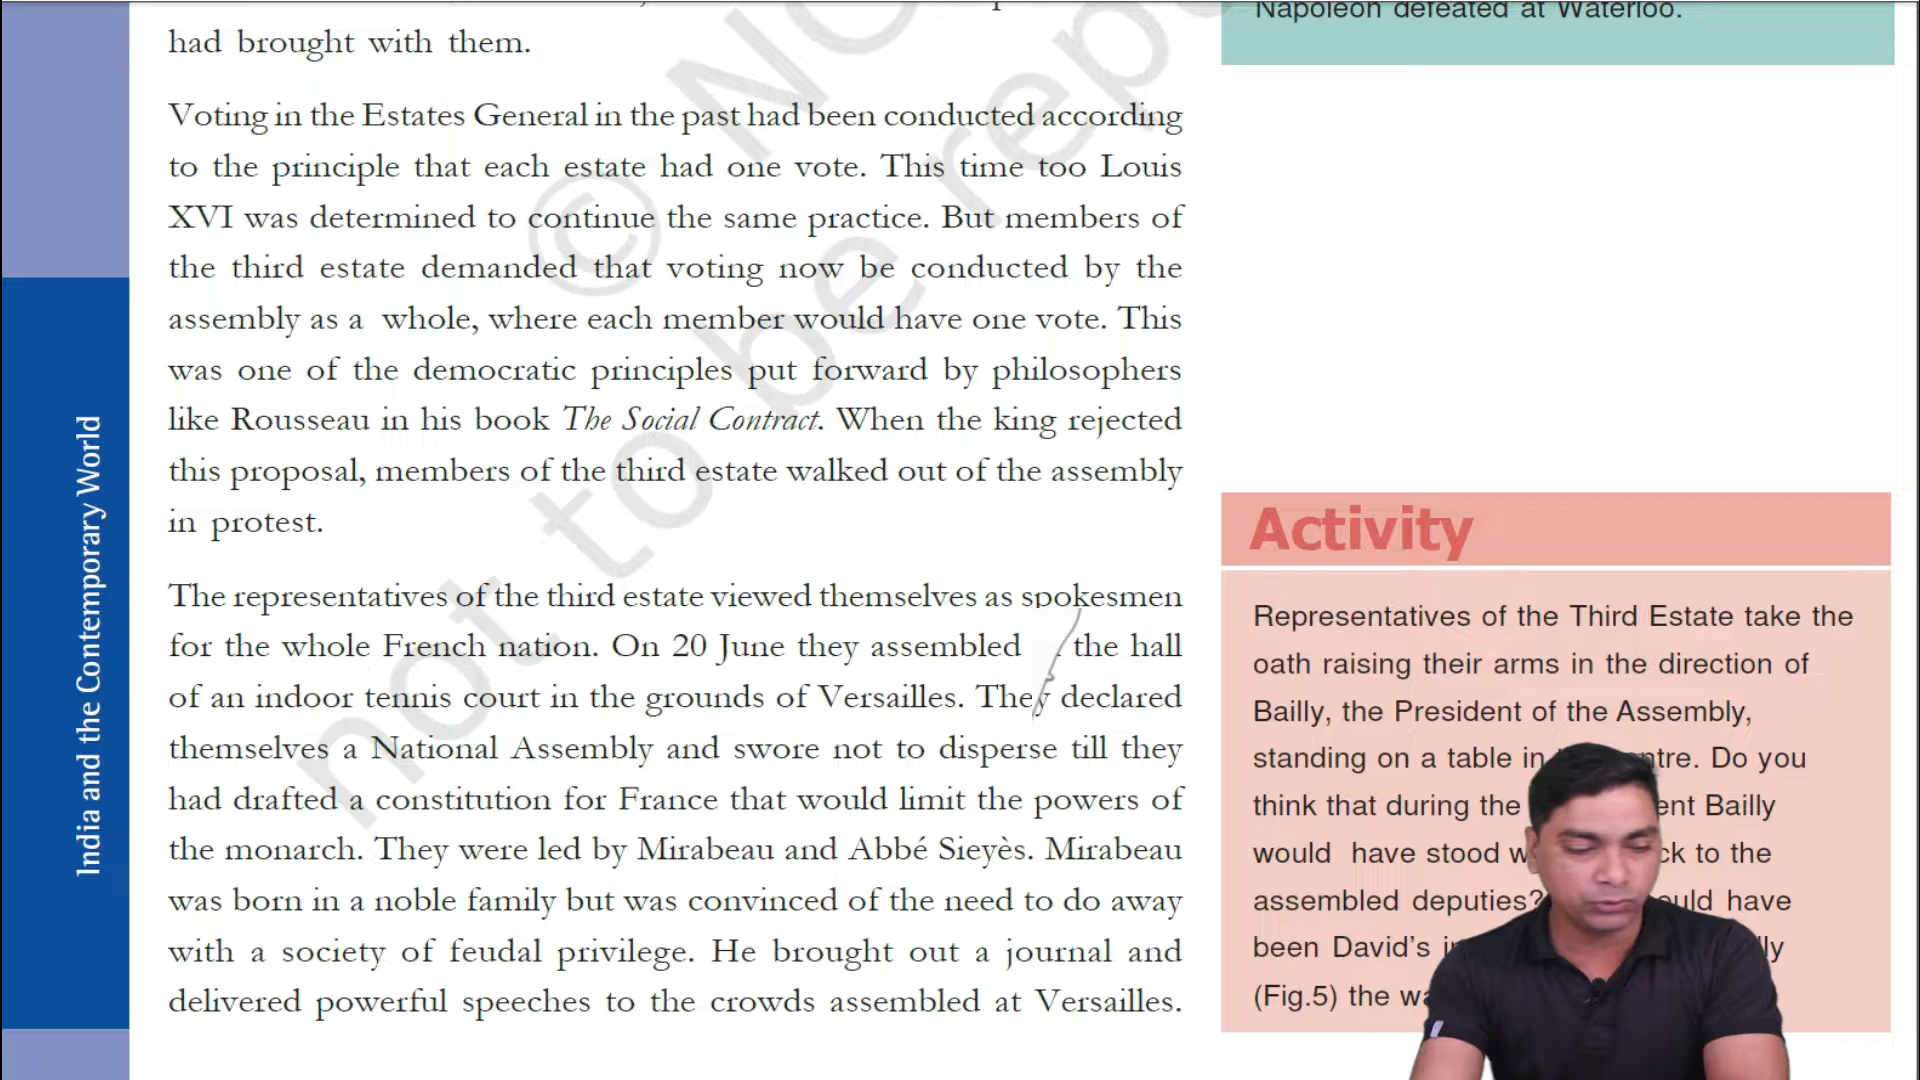 had brought with them.
Voting in the Estates General in the past had been conducted according
to the principle that each estate had one vote. This time too Louis
XVI was determined to continue the same practice. But members of
the third estate demanded that voting now be conducted by the
assembly as a whole, where each member would have one vote. This
was one of the democratic principles put forward by philosophers
like Rousseau in his book The Social Contract. When the king rejected
this proposal, members of the third estate walked out of the assembly
in protest.
The representatives of the third estate viewed themselves as spokesmen
for the whole French nation. On 20 June they assembled the hall
of an indoor tennis court in the grounds of Versailles. They declared
themselves a National Assembly and swore not to disperse till they
had drafted a constitution for France that would limit the powers of
the monarch. They were led by Mirabeau and Abbé Sieyès. Mirabeau
was born in a noble family but was convinced of the need to do away
with a society of feudal privilege. He brought out a journal and
delivered powerful speeches to the crowds assembled at Versailles.
Napoleon defeated at Waterloo.
Activity
Representatives of the Third Estate take the
oath raising their arms in the direction of
Bailly, the President of the Assembly,
standing on a table in Do you
think that during the Bailly
would have stood to the
assembled deputies? have
been David's
(Fig.5) the
India and the Contemporary World
©
not to be